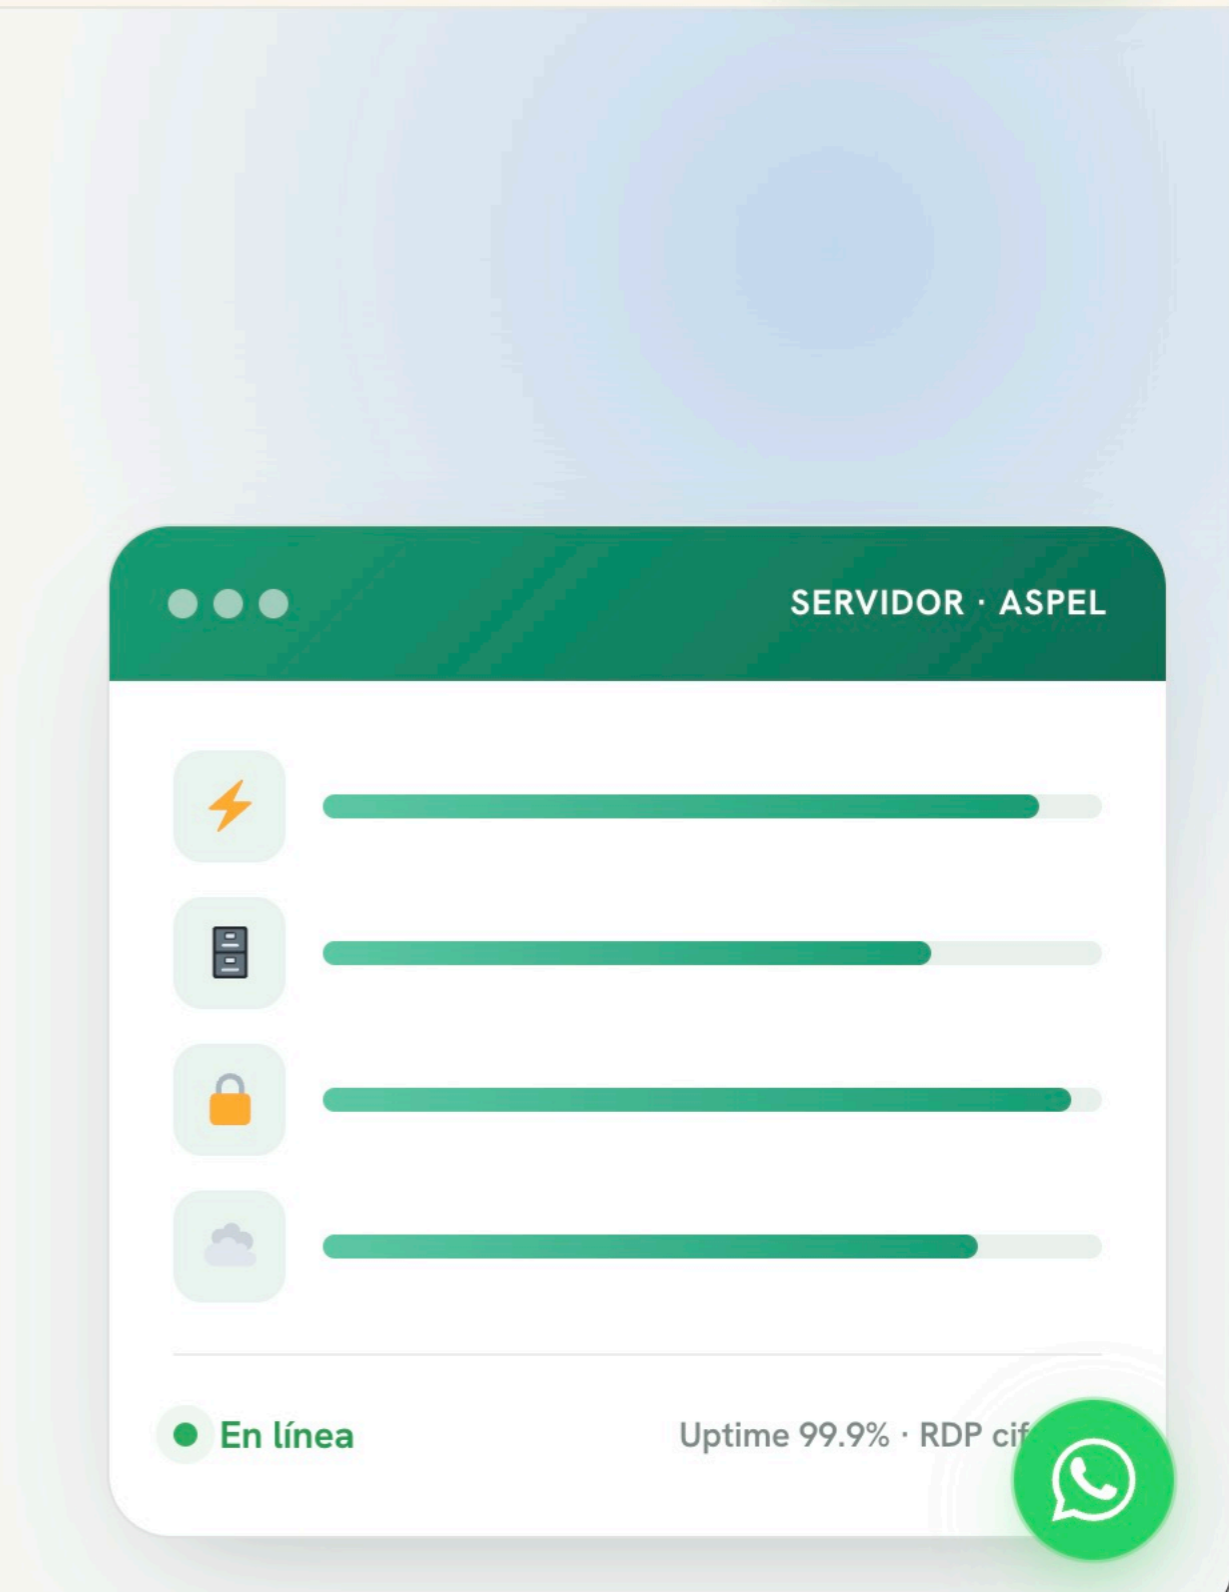 SERVIDOR · ASPEL
En línea
Uptime 99.9% · RDP